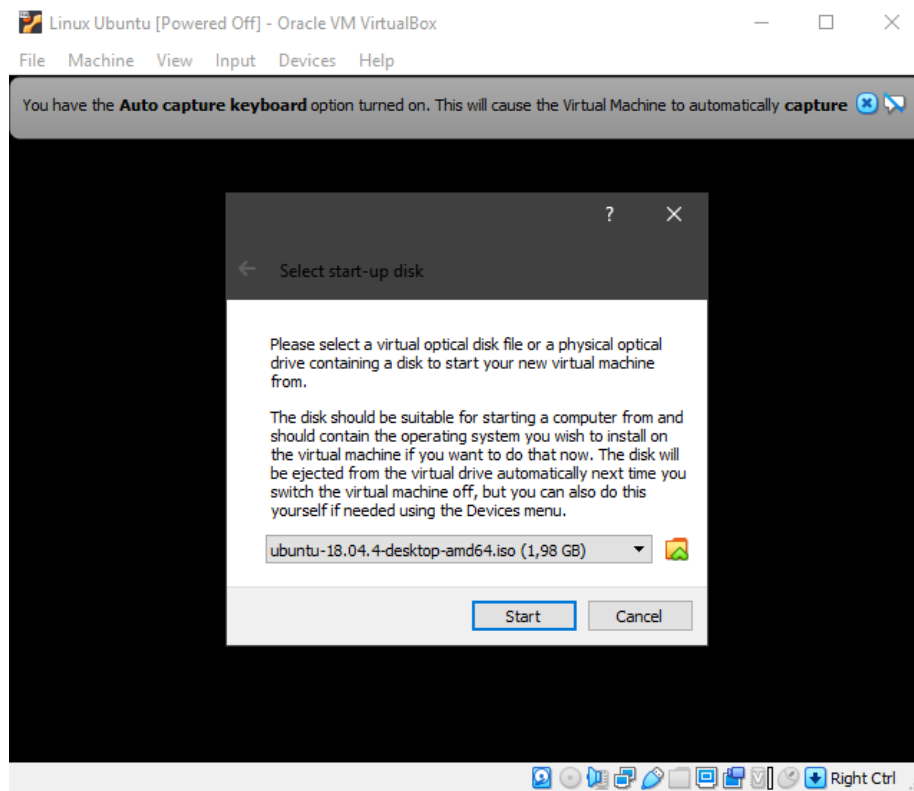 Linux Ubuntu [Powered Off] - Oracle VM VirtualBox
File Machine View Input Devices Help
You have the Auto capture keyboard option turned on. This will cause the Virtual Machine to automatically capture
?
Select start-up disk
Please select a virtual optical disk file or a physical optical
drive containing a disk to start your new virtual machine
from.
The disk should be suitable for starting a computer from and
should contain the operating system you wish to install on
the virtual machine if you want to do that now. The disk will
be ejected from the virtual drive automatically next time you
switch the virtual machine off, but you can also do this
yourself if needed using the Devices menu.
ubuntu-18.04.4-desktop-amd64.iso (1,98 GB)
Start Cancel
Right Ctrl